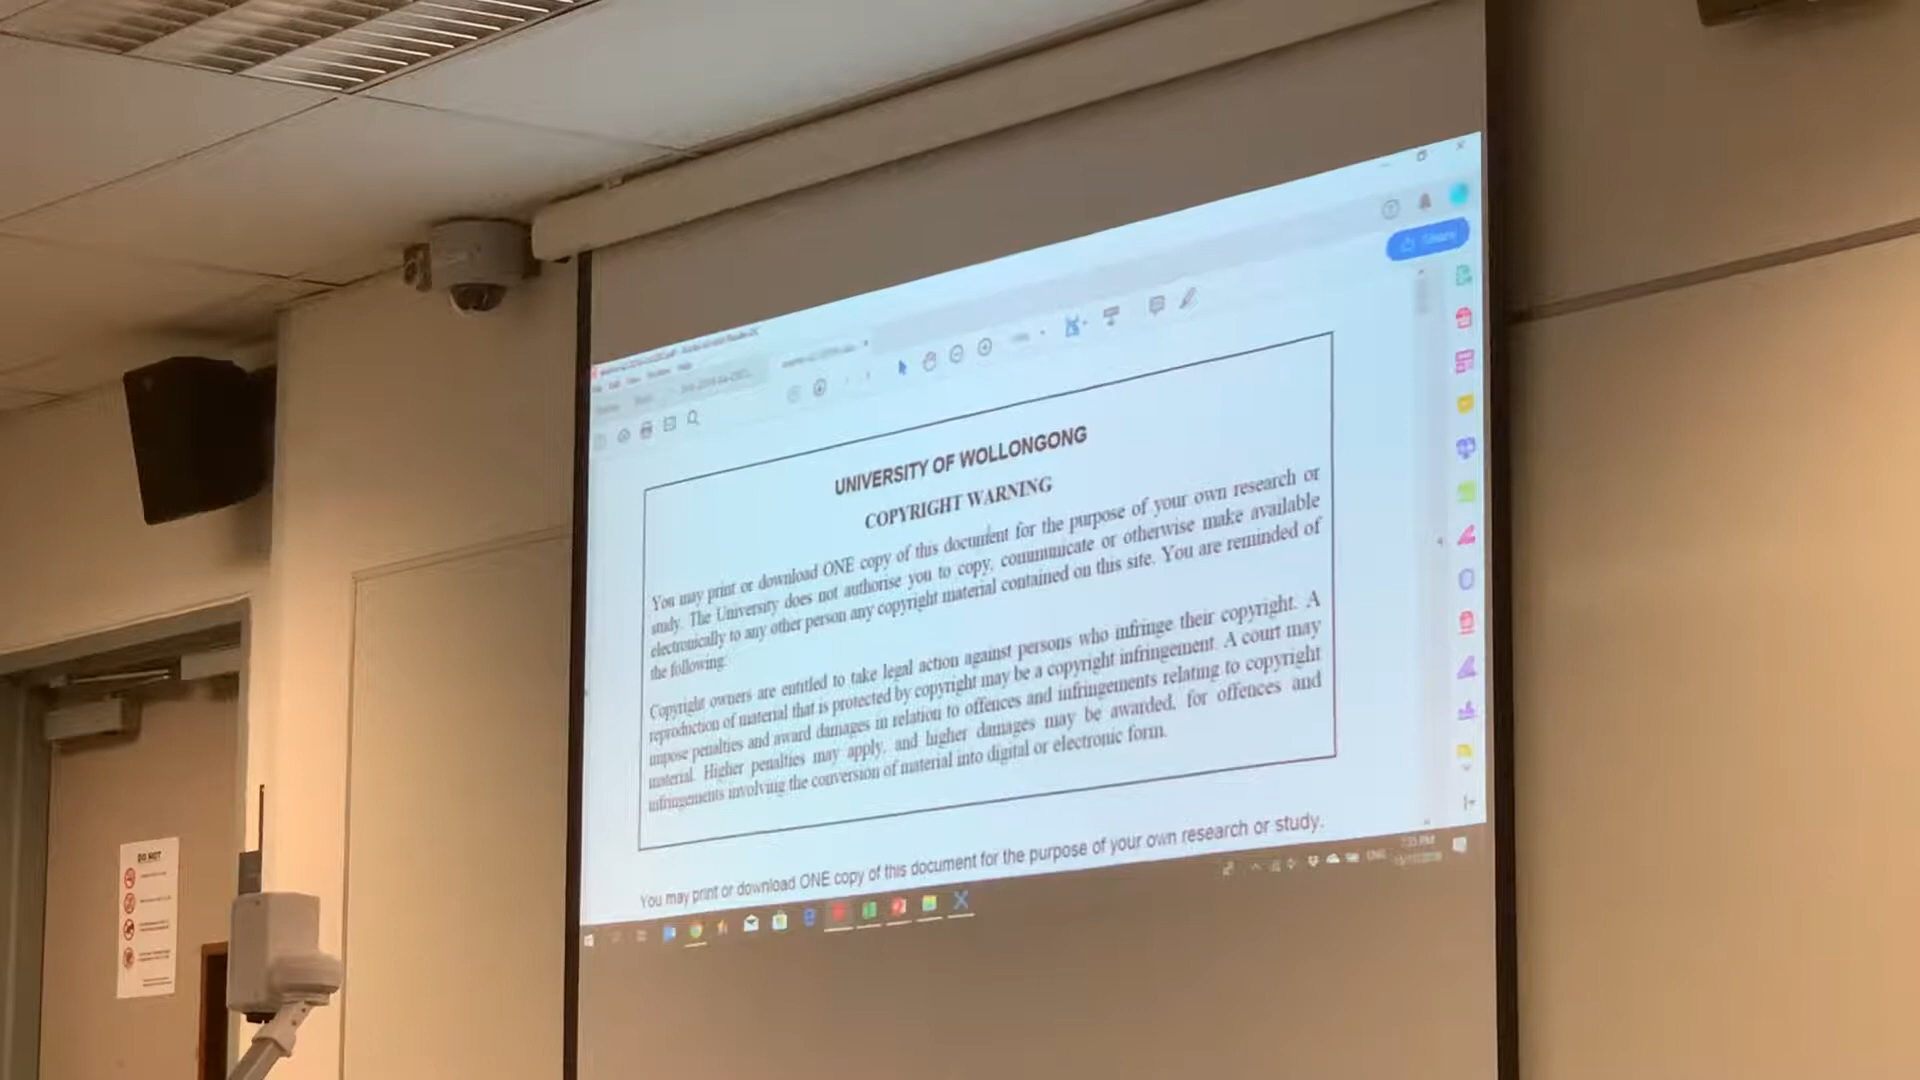 Share
UNIVERSITY OF WOLLONGONG
COPYRIGHT WARNING
You may print or download ONE copy of this document for the purpose of your own research or
study. The University does not authorise you to copy, communicate or otherwise make available
electronically to any other person any copyright material contained on this site. You are reminded of
the following:
Copyright owners are entitled to take legal action against persons who infringe their copyright. A
reproduction of material that is protected by copyright may be a copyright infringement. A court may
impose penalties and award damages in relation to offences and infringements relating to copyright
material. Higher penalties may apply, and higher damages may be awarded, for offences and
infringements involving the conversion of material into digital or electronic form.
You may print or download ONE copy of this document for the purpose of your own research or study.
ENG
DO NOT